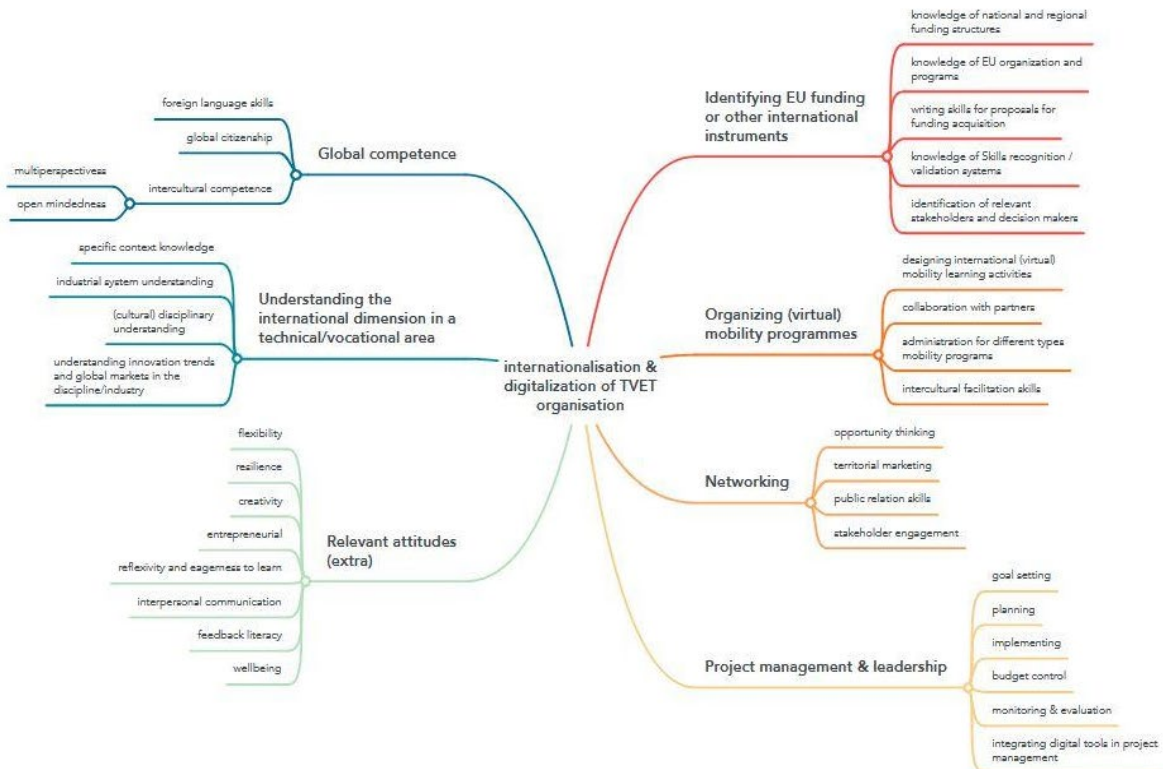 internationalisation &
digitalization of TVET
organisation
Global competence
foreign language skills
global citizenship
intercultural competence
multiperspectivess
open mindedness
Understanding the
international dimension in a
technical/vocational area
specific context knowledge
industrial system understanding
(cultural) disciplinary
understanding
understanding innovation trends
and global markets in the
discipline/industry
Relevant attitudes
(extra)
flexibility
resilience
creativity
entrepreneurial
reflexivity and eagerness to learn
interpersonal communication
feedback literacy
wellbeing
Identifying EU funding
or other international
instruments
knowledge of national and regional
funding structures
knowledge of EU organization and
programs
writing skills for proposals for
funding acquisition
knowledge of Skills recognition /
validation systems
identification of relevant
stakeholders and decision makers
Organizing (virtual)
mobility programmes
designing international (virtual)
mobility learning activities
collaboration with partners
administration for different types
mobility programs
intercultural facilitation skills
Networking
opportunity thinking
territorial marketing
public relation skills
stakeholder engagement
Project management & leadership
goal setting
planning
implementing
budget control
monitoring & evaluation
integrating digital tools in project
management